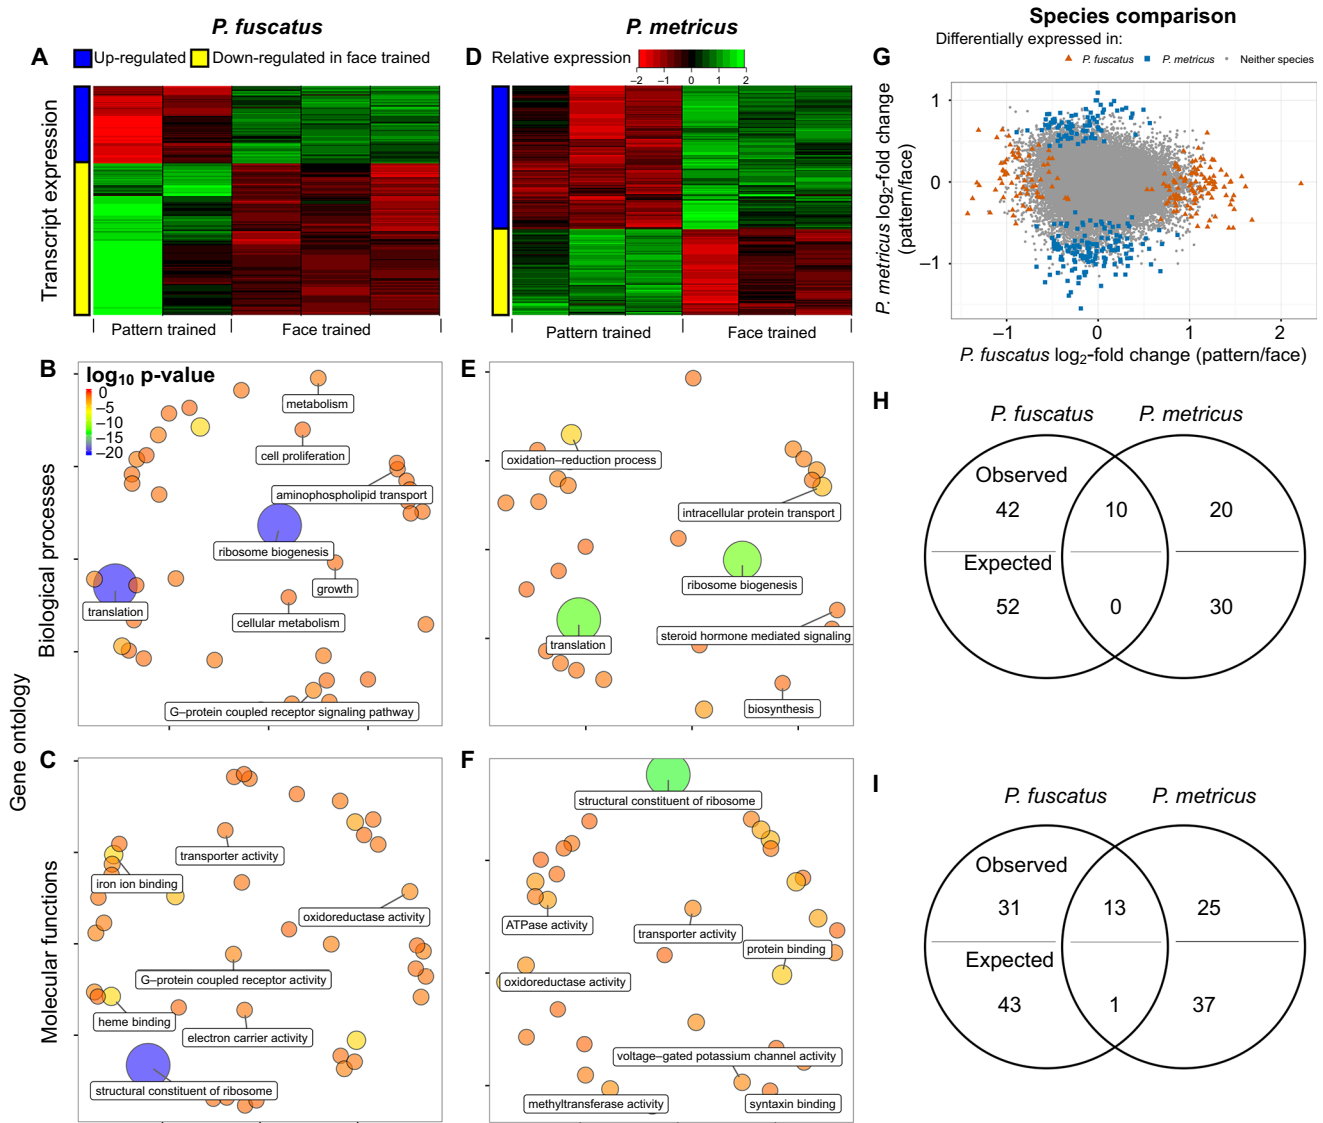 P. fuscatus
P. metricus
Species comparison
A
Up-regulated
Down-regulated in face trained
Transcript expression
Pattern trained
Face trained
D
Relative expression
−2 −1 0 1 2
Pattern trained
Face trained
G
Differentially expressed in:
P. fuscatus
P. metricus
Neither species
P. metricus log2-fold change
(pattern/face)
1
0
−1
−1 0 1 2
P. fuscatus log2-fold change (pattern/face)
Gene ontology
Biological processes
B
log10 p-value
0
−5
−10
−15
−20
metabolism
cell proliferation
aminophospholipid transport
ribosome biogenesis
growth
translation
cellular metabolism
G−protein coupled receptor signaling pathway
E
oxidation−reduction process
intracellular protein transport
ribosome biogenesis
steroid hormone mediated signaling
translation
biosynthesis
Molecular functions
C
transporter activity
iron ion binding
oxidoreductase activity
G−protein coupled receptor activity
heme binding
electron carrier activity
structural constituent of ribosome
F
structural constituent of ribosome
ATPase activity
transporter activity
protein binding
oxidoreductase activity
voltage−gated potassium channel activity
methyltransferase activity
syntaxin binding
H
P. fuscatus
P. metricus
Observed
42 10 20
Expected
52 0 30
I
P. fuscatus
P. metricus
Observed
31 13 25
Expected
43 1 37